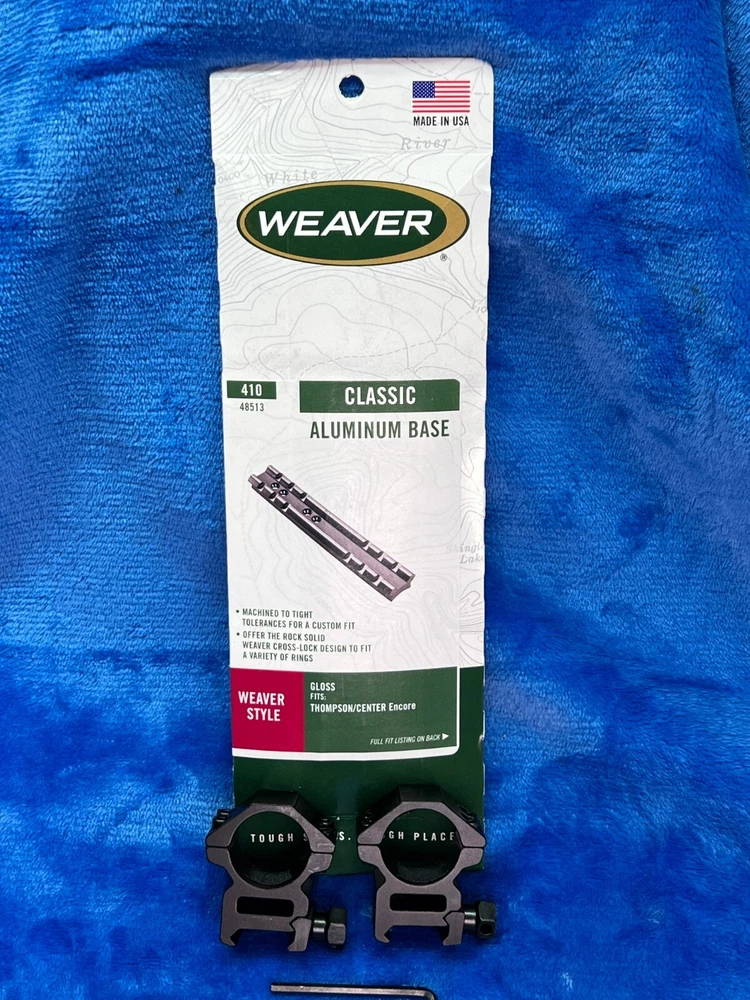 MADE IN USA
River
White
WEAVER
®
410
48513
CLASSIC
ALUMINUM BASE
• MACHINED TO TIGHT
TOLERANCES FOR A CUSTOM FIT
• OFFER THE ROCK SOLID
WEAVER CROSS-LOCK DESIGN TO FIT
A VARIETY OF RINGS
WEAVER
STYLE
GLOSS
FITS:
THOMPSON/CENTER Encore
FULL FIT LISTING ON BACK ▶
TOUGH
PLACE